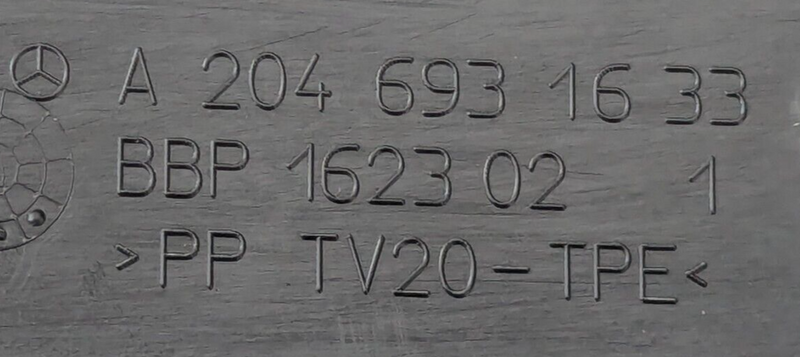 A 204 693 16 33
BBP 1623 02 1
>PP TV20-TPE<